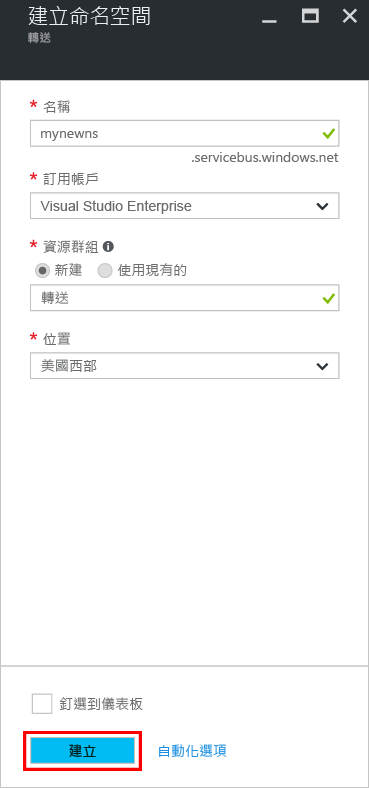 建立命名空間
轉送
* 名稱
mynewns
.servicebus.windows.net
* 訂用帳戶
Visual Studio Enterprise
* 資源群組
新建 使用現有的
轉送
* 位置
美國西部
釘選到儀表板
建立 自動化選項